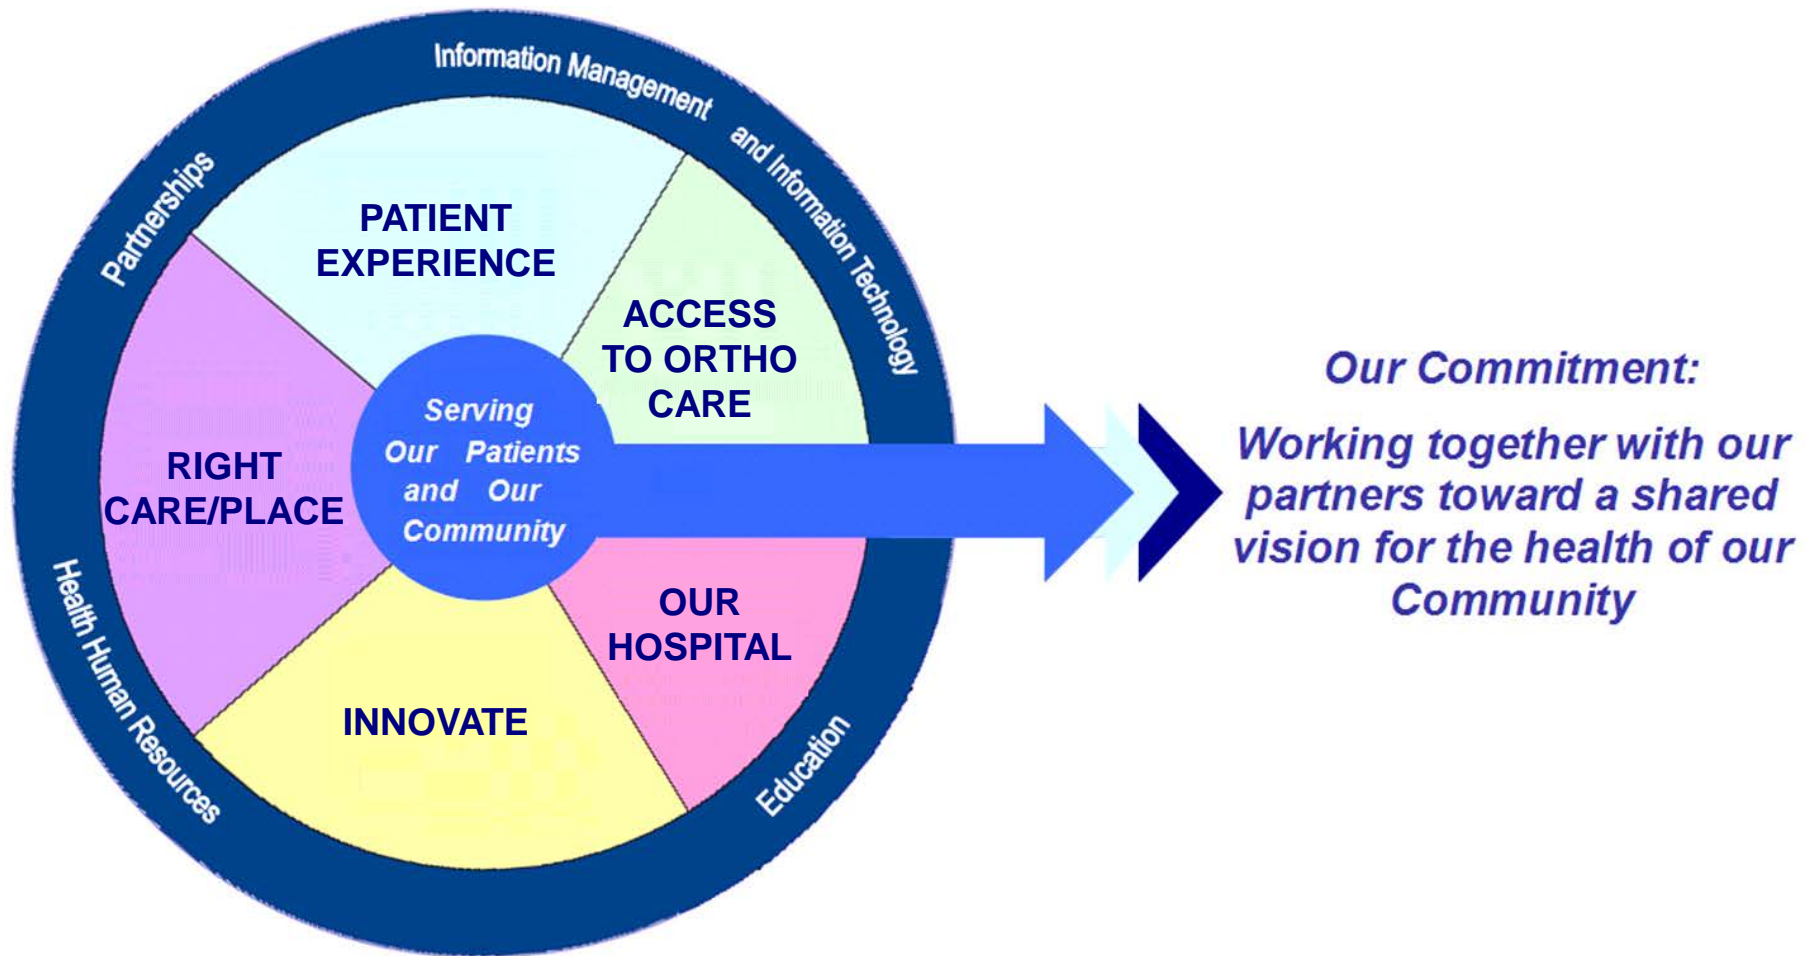 Information Management and Information Technology
Partnerships
PATIENT
EXPERIENCE
ACCESS
TO ORTHO
CARE
Serving
Our Patients
and Our
Community
RIGHT
CARE/PLACE
OUR
HOSPITAL
INNOVATE
Health Human Resources
Education
Our Commitment:
Working together with our
partners toward a shared
vision for the health of our
Community